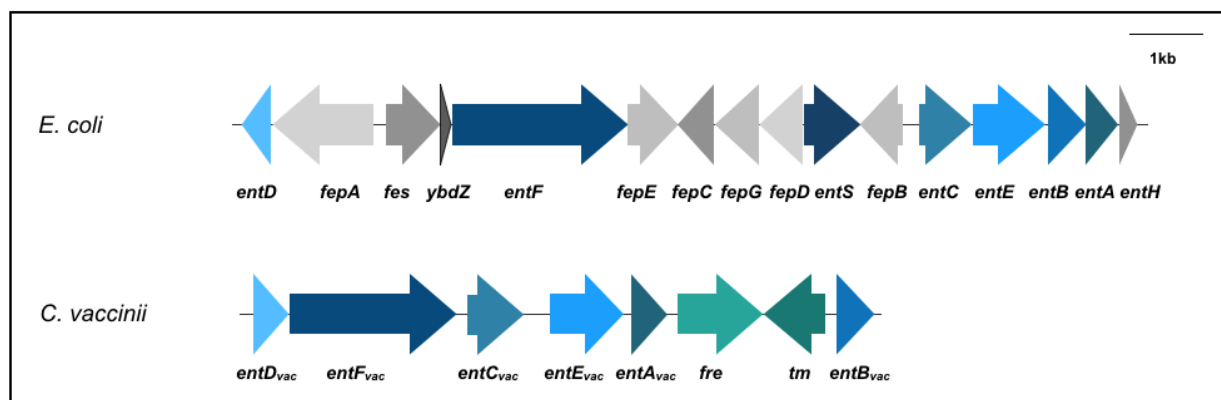 1kb
E. coli
entD fepA fes ybdZ entF fepE fepC fepG fepD entS fepB entC entE entB entA entH
C. vaccinii
entDvac entFvac entCvac entEvac entAvac fre tm entBvac